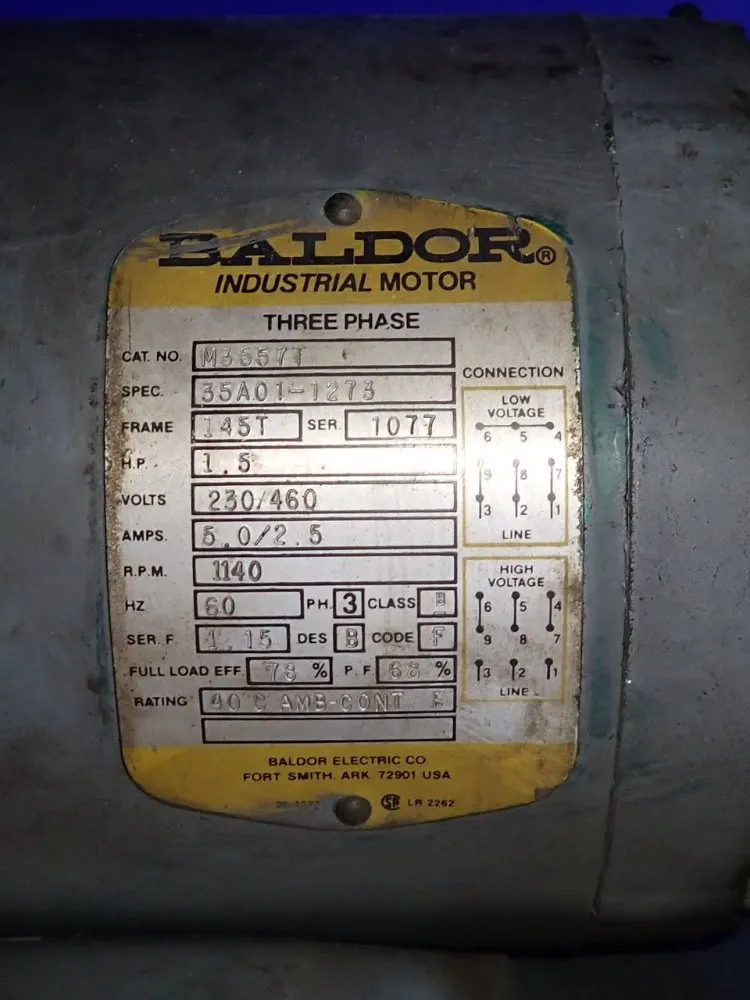 BALDOR®
INDUSTRIAL MOTOR
THREE PHASE
CAT. NO. M3557T
SPEC. 35A01-1273
FRAME 145T SER. 1077
H.P. 1.5
VOLTS 230/460
AMPS. 5.0/2.5
R.P.M. 1140
HZ 60 PH. 3 CLASS B
SER. F. 1.15 DES B CODE F
FULL LOAD EFF. 78 % P. F. 68 %
RATING 40°C AMB-CONT
CONNECTION
LOW
VOLTAGE
6 5 4
9 8 7
3 2 1
LINE
HIGH
VOLTAGE
6 5 4
9 8 7
3 2 1
LINE
BALDOR ELECTRIC CO
FORT SMITH. ARK. 72901 USA
LR 2262